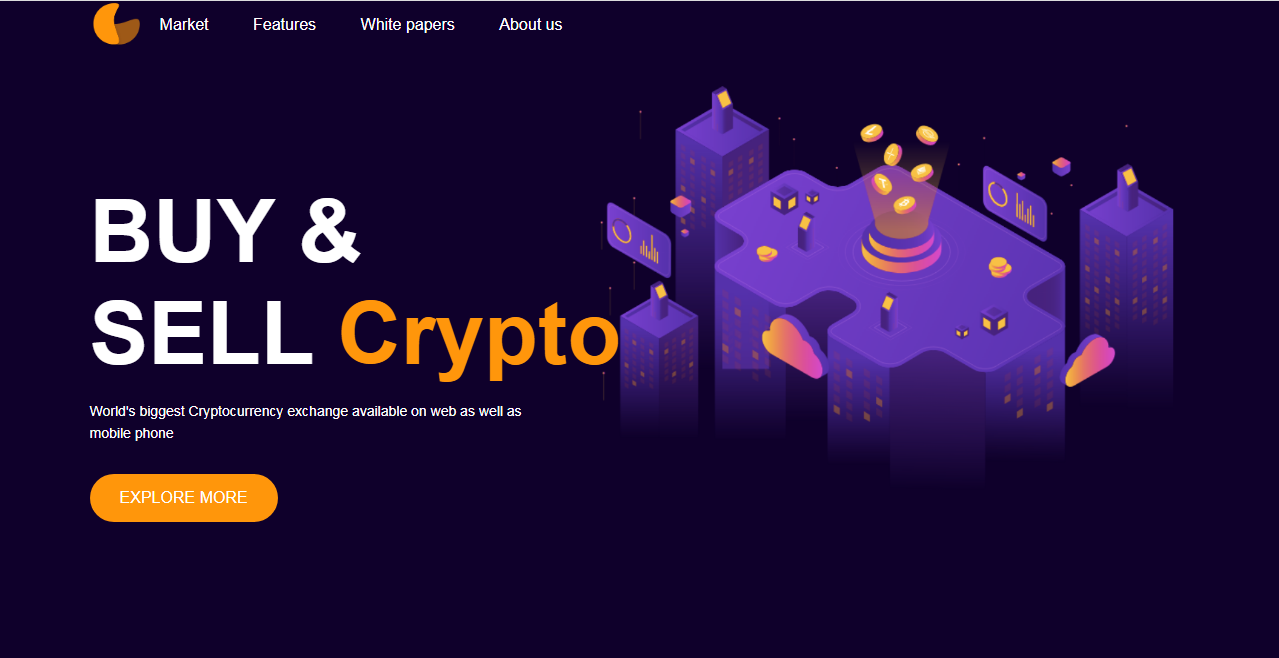 Market Features White papers About us
BUY &
SELL Crypto
World's biggest Cryptocurrency exchange available on web as well as
mobile phone
EXPLORE MORE